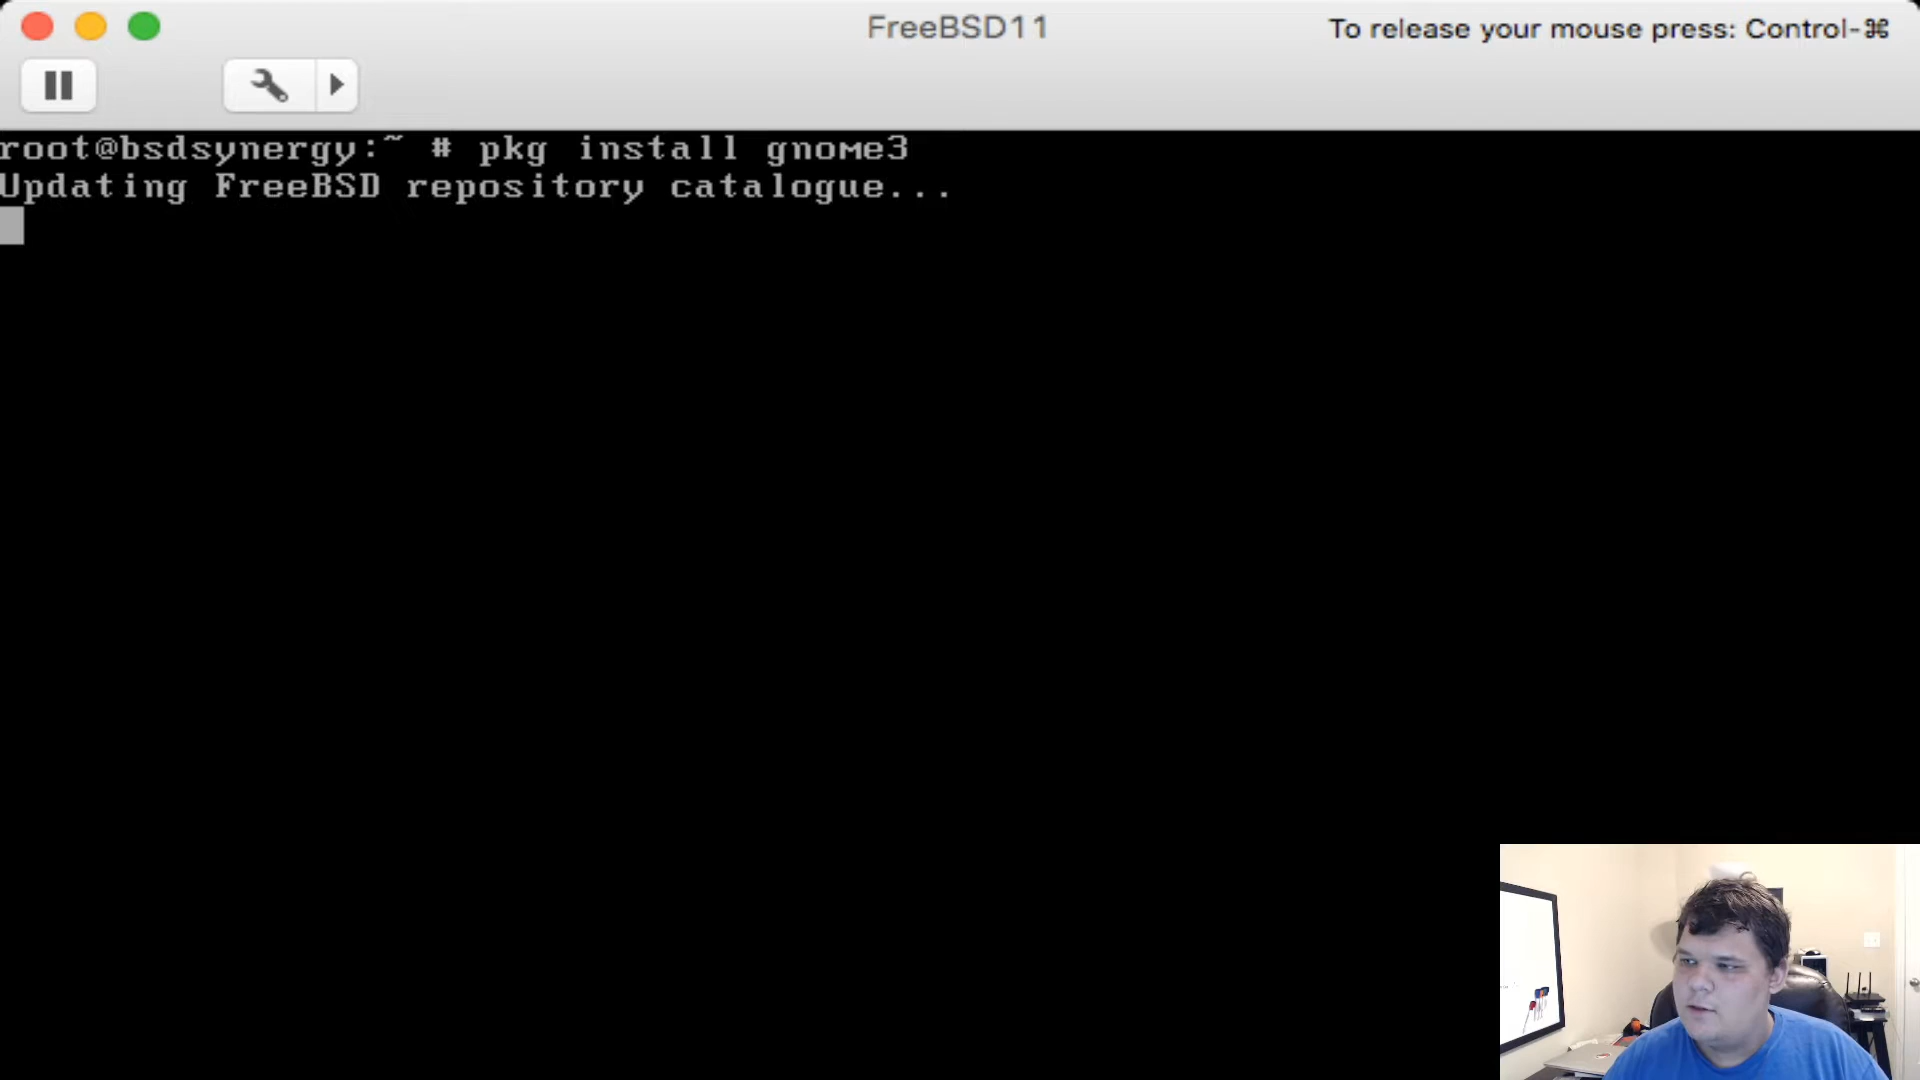 FreeBSD11
To release your mouse press: Control-⌘
root@bsdsynergy:~ # pkg install gnome3
Updating FreeBSD repository catalogue...